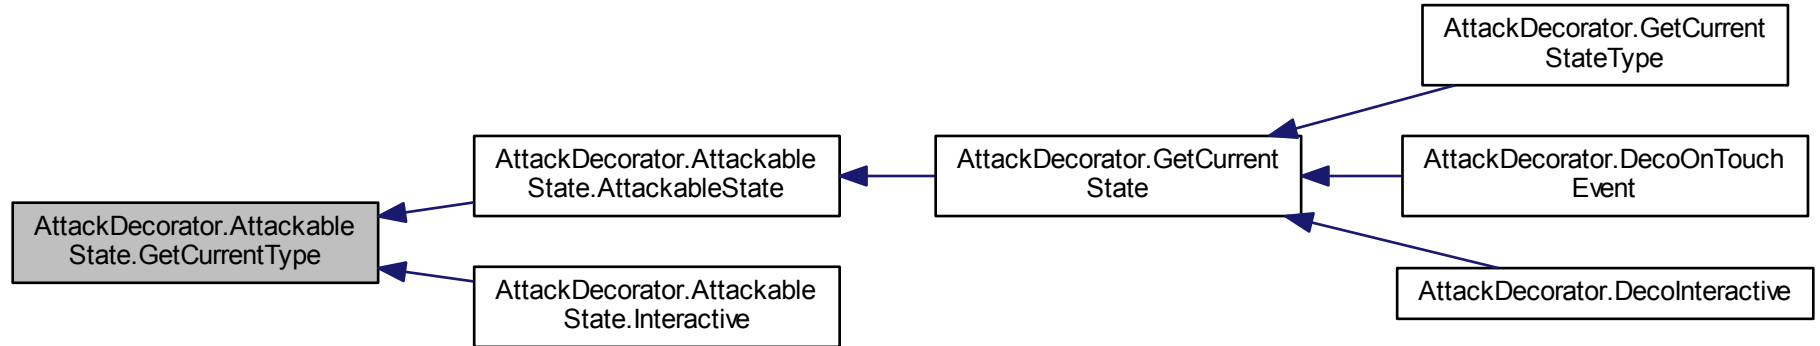 AttackDecorator.Attackable
State.GetCurrentType
AttackDecorator.Attackable
State.AttackableState
AttackDecorator.Attackable
State.Interactive
AttackDecorator.GetCurrent
State
AttackDecorator.GetCurrent
StateType
AttackDecorator.DecoOnTouch
Event
AttackDecorator.DecoInteractive